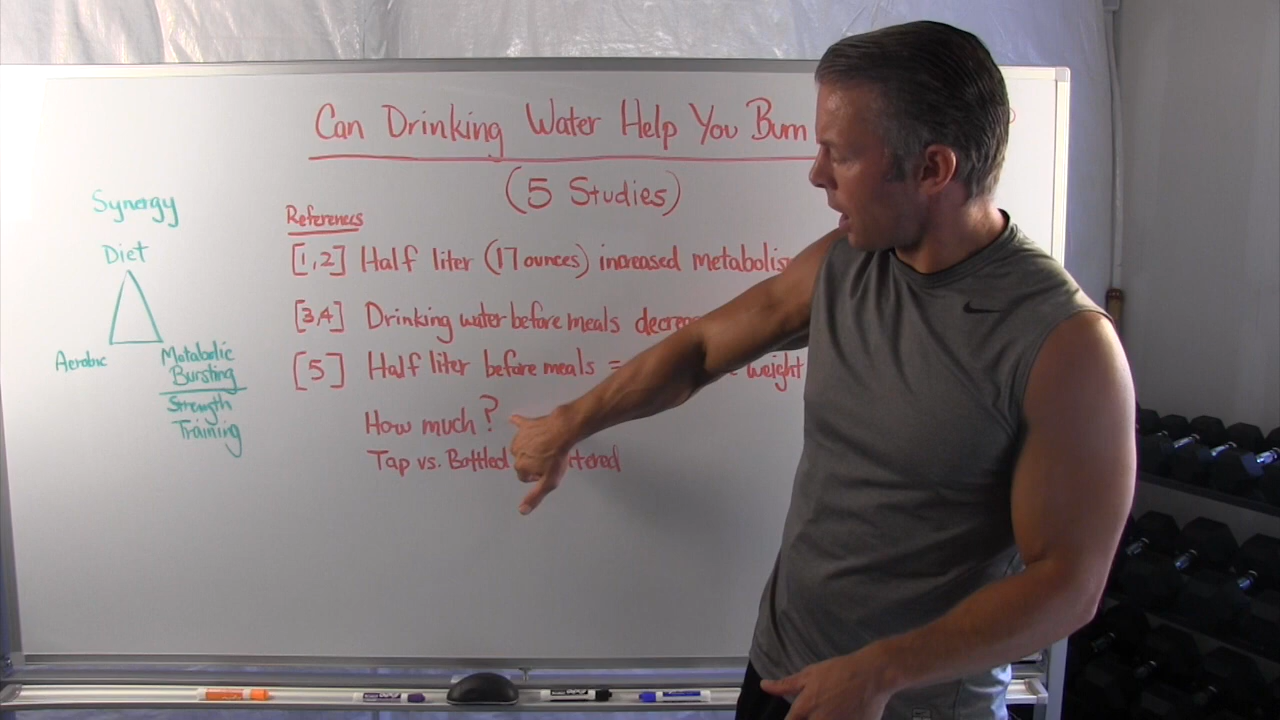 Can Drinking Water Help You Burn
(5 Studies)
References
[1,2] Half liter (17 ounces) increased metabolism
[3,4] Drinking water before meals
[5] Half liter before meals = weight
How much?
Tap vs. Bottled
Synergy
Diet
Aerobic
Metabolic
Bursting
Strength
Training